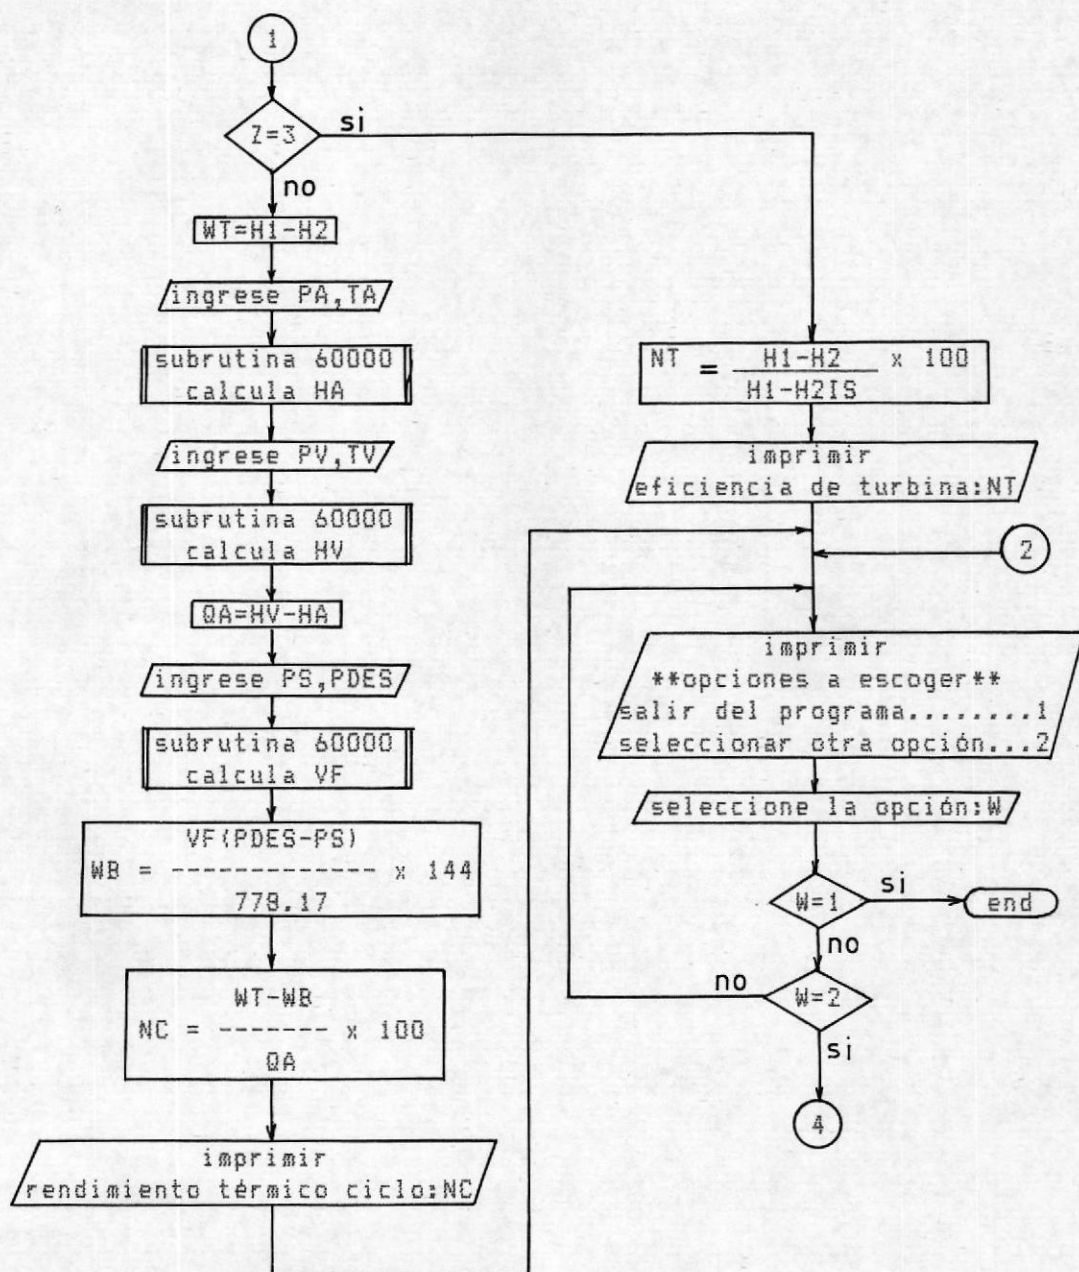 1
Z=3
si
no
WT=H1-H2
ingrese PA,TA
subrutina 60000
calcula HA
ingrese PV,TV
subrutina 60000
calcula HV
QA=HV-HA
ingrese PS,PDES
subrutina 60000
calcula VF
VF(PDES-PS)
WB = ------------- x 144
778.17
WT-WB
NC = ------- x 100
QA
imprimir
rendimiento térmico ciclo:NC
NT = H1-H2 x 100
H1-H2IS
imprimir
eficiencia de turbina:NT
2
imprimir
**opciones a escoger**
salir del programa........1
seleccionar otra opción...2
seleccione la opción:W
W=1
si
end
no
W=2
no
si
4